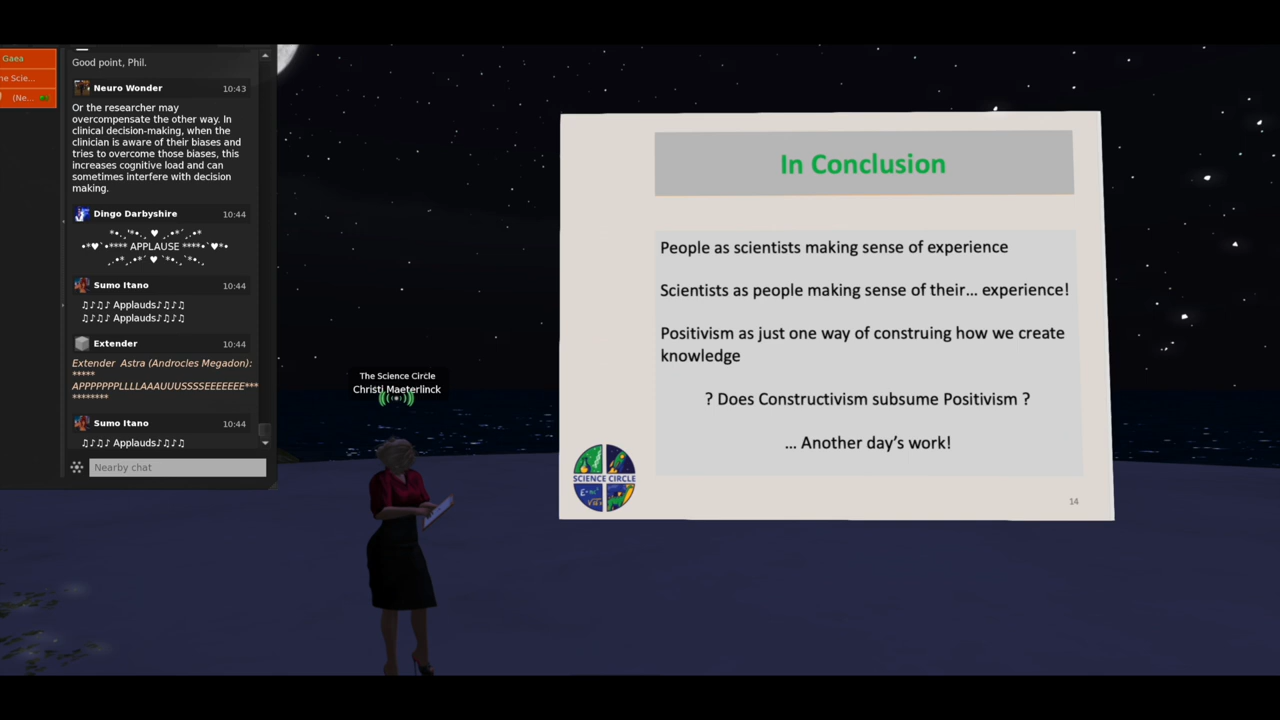 Gaea
he Scie...
(Ne...
Good point, Phil.
Neuro Wonder 10:43
Or the researcher may
overcompensate the other way. In
clinical decision-making, when the
clinician is aware of their biases and
tries to overcome those biases, this
increases cognitive load and can
sometimes interfere with decision
making.
Dingo Darbyshire 10:44
*•.¸'*•.¸ ♥ ¸.•*´¸.•*
•*♥`•**** APPLAUSE ****•`♥*•
¸.•*¸.•*´ ♥ `*•.¸`*•.¸
Sumo Itano 10:44
♫♪♫♪ Applauds♪♫♪♫
♫♪♫♪ Applauds♪♫♪♫
Extender 10:44
Extender Astra (Androcles Megadon):
*****
APPPPPPPLLLLAAAUUUSSSSEEEEEEE***
********
Sumo Itano 10:44
♫♪♫♪ Applauds♪♫♪♫
Nearby chat
The Science Circle
Christi Maeterlinck
In Conclusion
People as scientists making sense of experience
Scientists as people making sense of their... experience!
Positivism as just one way of construing how we create
knowledge
? Does Constructivism subsume Positivism ?
... Another day's work!
SCIENCE CIRCLE
14